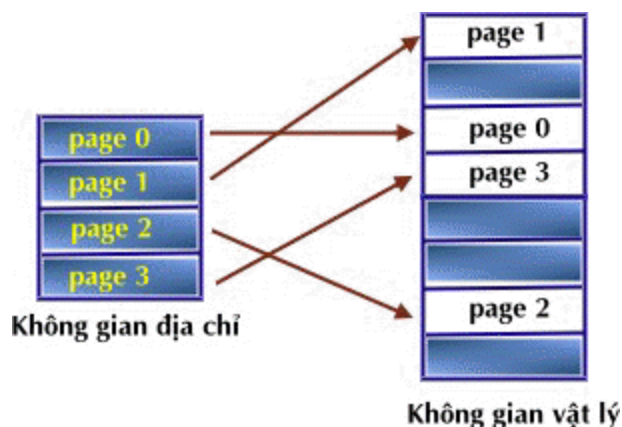 page 0
page 1
page 2
page 3
Không gian địa chỉ
page 1
page 0
page 3
page 2
Không gian vật lý